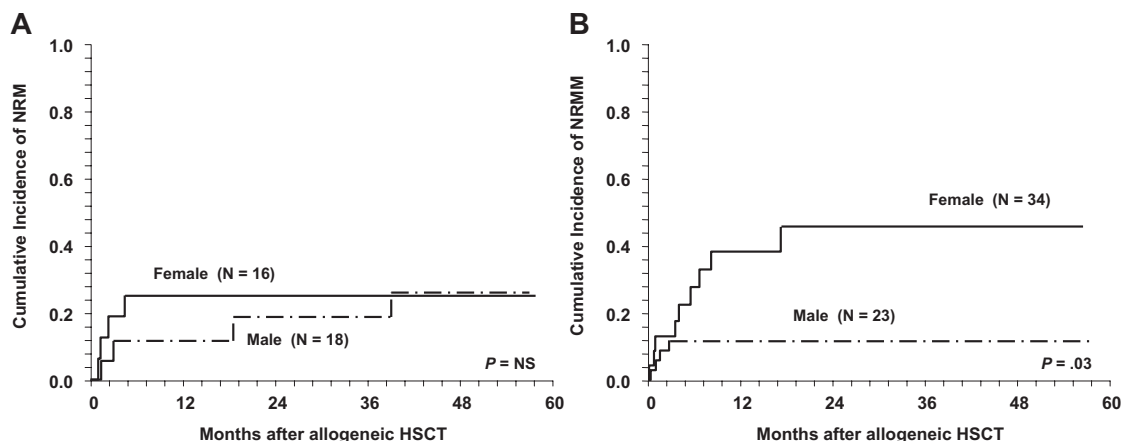 A
1.0
0.8
0.6
0.4
0.2
0.0
Cumulative Incidence of NRM
Female (N = 16)
Male (N = 18)
P = NS
0 12 24 36 48 60
Months after allogeneic HSCT
B
1.0
0.8
0.6
0.4
0.2
0.0
Cumulative Incidence of NRMM
Female (N = 34)
Male (N = 23)
P = .03
0 12 24 36 48 60
Months after allogeneic HSCT